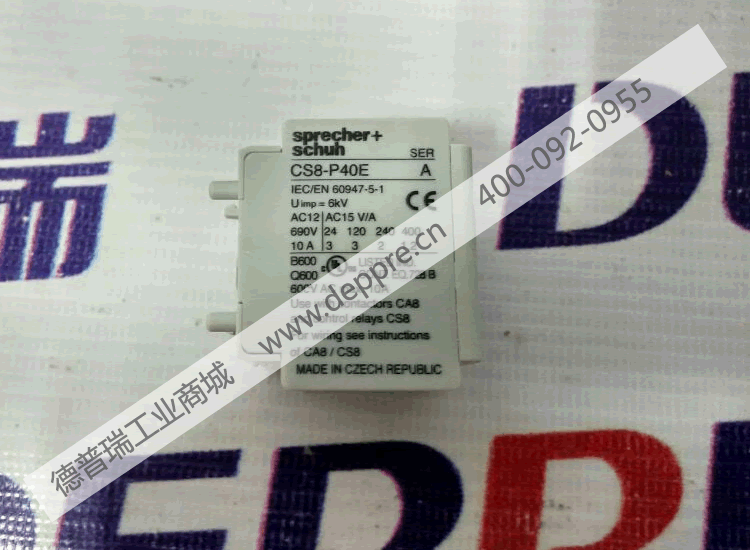 sprecher+
schuh
SER
CS8-P40E A
IEC/EN 60947-5-1
Uimp= 6kV
CE
AC12 AC15 V/A
690V 24 120 240 400
10 A 3 3 2
B600
Q600
Use contactors CA8
control relays CS8
wiring see instructions
of CA8 / CS8
MADE IN CZECH REPUBLIC
德普瑞工业商城 www.deppre.cn 400-092-0955
瑞